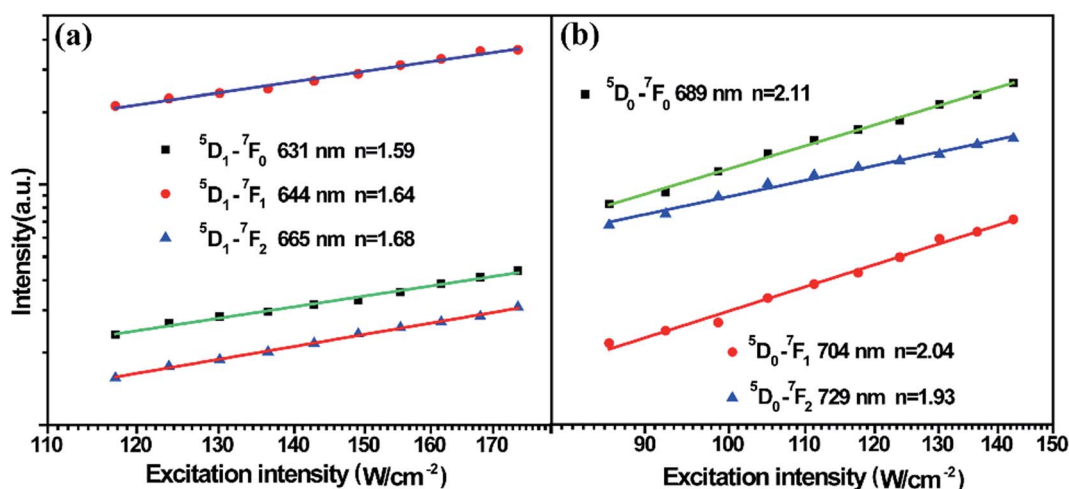 (a)
(b)
⁵D₀-⁷F₀ 689 nm n=2.11
⁵D₁-⁷F₀ 631 nm n=1.59
⁵D₁-⁷F₁ 644 nm n=1.64
⁵D₁-⁷F₂ 665 nm n=1.68
Intensity(a.u.)
⁵D₀-⁷F₁ 704 nm n=2.04
⁵D₀-⁷F₂ 729 nm n=1.93
110 120 130 140 150 160 170
90 100 110 120 130 140 150
Excitation intensity (W/cm⁻²)
Excitation intensity (W/cm⁻²)